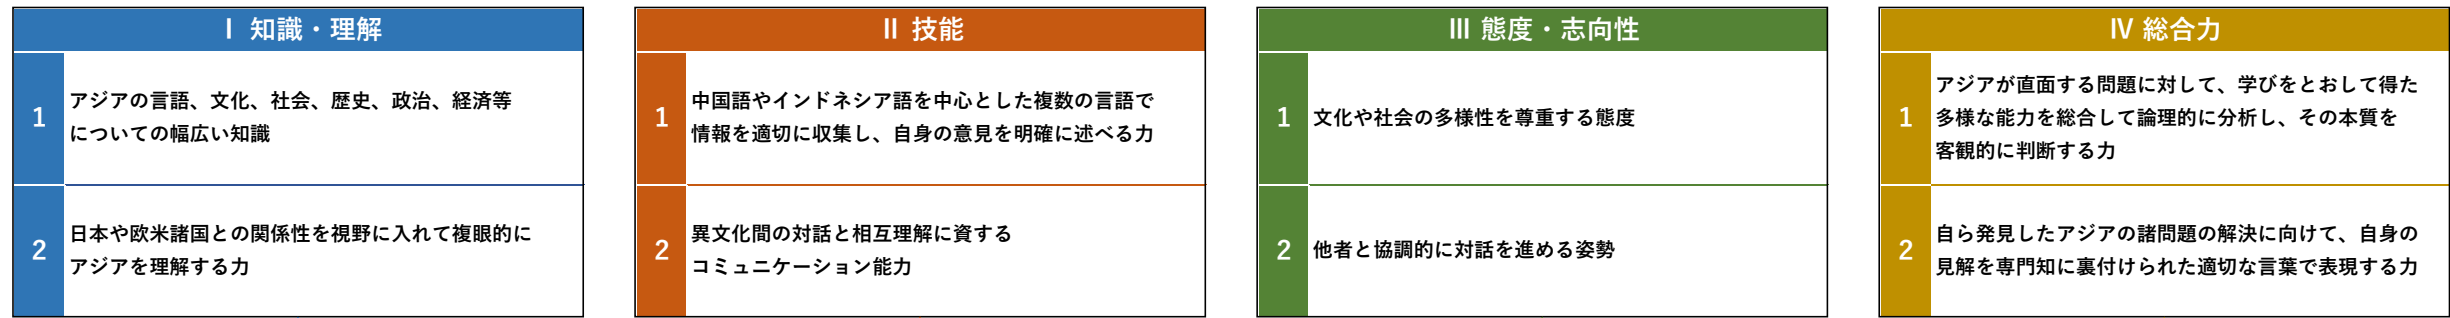 Ⅰ 知識・理解
1
アジアの言語、文化、社会、歴史、政治、経済等
についての幅広い知識
2
日本や欧米諸国との関係性を視野に入れて複眼的に
アジアを理解する力
Ⅱ 技能
1
中国語やインドネシア語を中心とした複数の言語で
情報を適切に収集し、自身の意見を明確に述べる力
2
異文化間の対話と相互理解に資する
コミュニケーション能力
Ⅲ 態度・志向性
1
文化や社会の多様性を尊重する態度
2
他者と協調的に対話を進める姿勢
Ⅳ 総合力
1
アジアが直面する問題に対して、学びをとおして得た
多様な能力を総合して論理的に分析し、その本質を
客観的に判断する力
2
自ら発見したアジアの諸問題の解決に向けて、自身の
見解を専門知に裏付けられた適切な言葉で表現する力